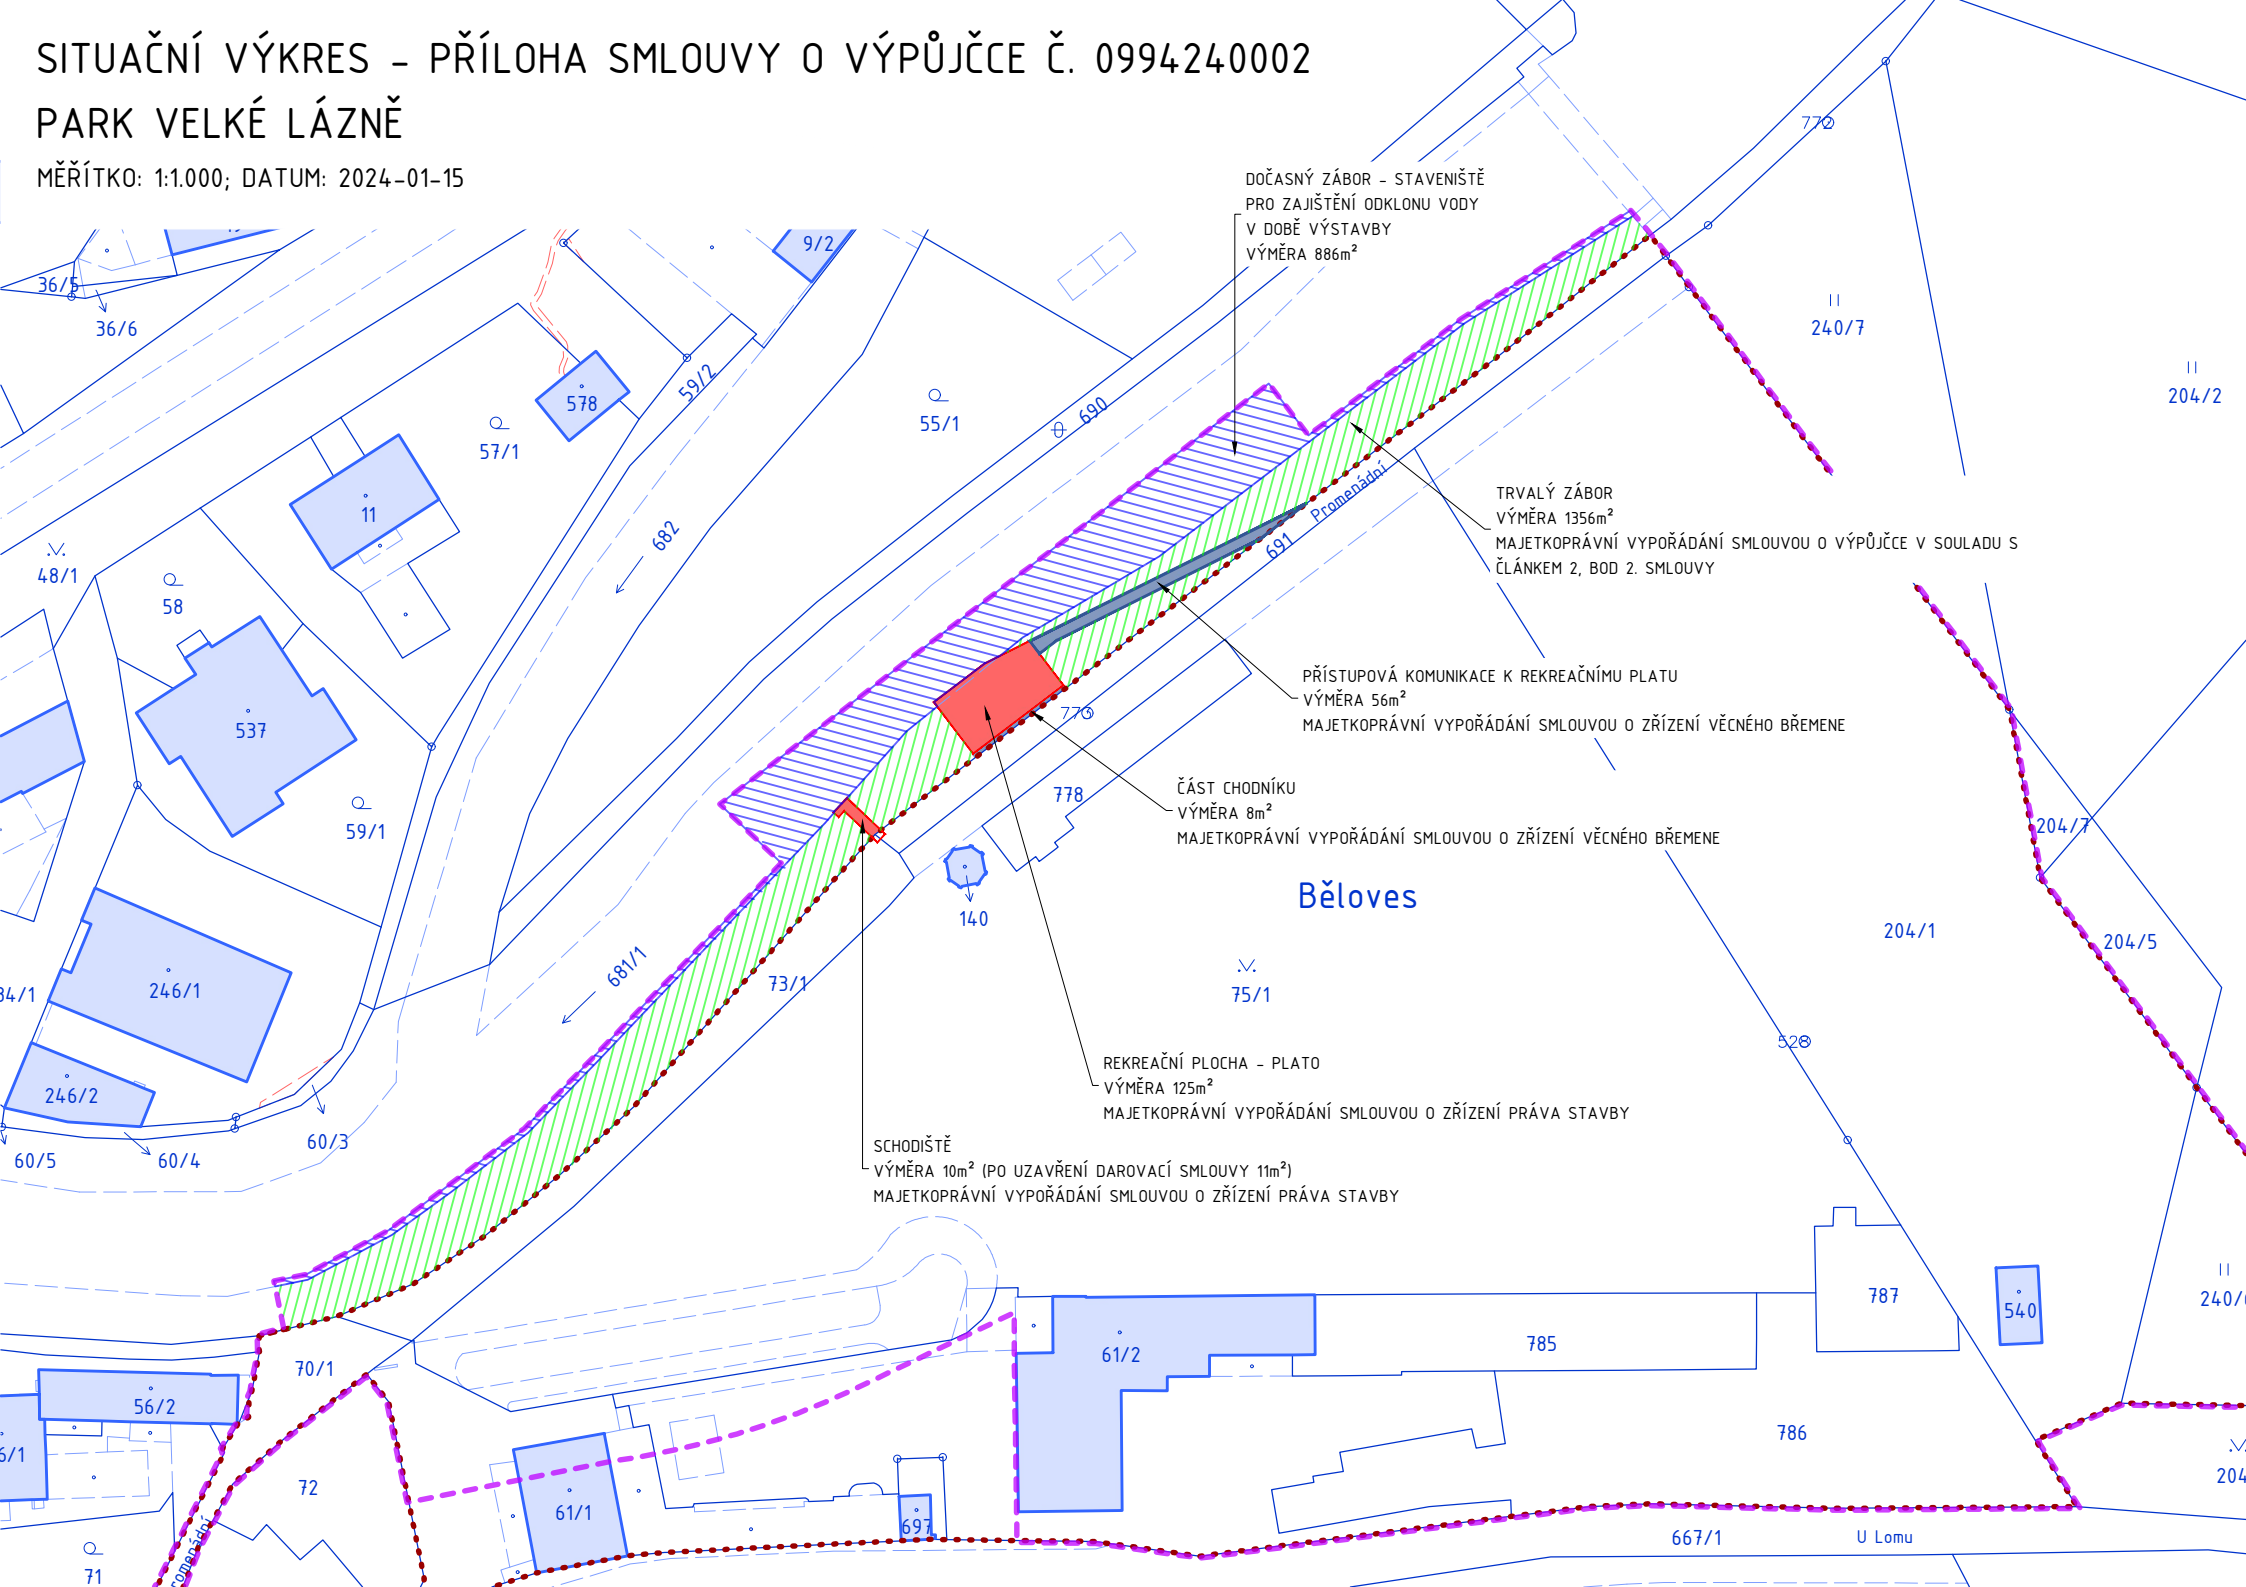 SITUAČNÍ VÝKRES - PŘÍLOHA SMLOUVY O VÝPŮJČCE Č. 0994240002
PARK VELKÉ LÁZNĚ
MĚŘÍTKO: 1:1.000; DATUM: 2024-01-15
DOČASNÝ ZÁBOR - STAVENIŠTĚ
PRO ZAJIŠTĚNÍ ODKLONU VODY
V DOBĚ VÝSTAVBY
VÝMĚRA 886m²
772
9/2
36/5
36/6
240/7
204/2
59/2
578
57/1
55/1
690
11
682
Promenádní
691
TRVALÝ ZÁBOR
VÝMĚRA 1356m²
MAJETKOPRÁVNÍ VYPOŘÁDÁNÍ SMLOUVOU O VÝPŮJČCE V SOULADU S
ČLÁNKEM 2, BOD 2. SMLOUVY
48/1
58
537
59/1
PŘÍSTUPOVÁ KOMUNIKACE K REKREAČNÍMU PLATU
VÝMĚRA 56m²
MAJETKOPRÁVNÍ VYPOŘÁDÁNÍ SMLOUVOU O ZŘÍZENÍ VĚCNÉHO BŘEMENE
778
ČÁST CHODNÍKU
VÝMĚRA 8m²
MAJETKOPRÁVNÍ VYPOŘÁDÁNÍ SMLOUVOU O ZŘÍZENÍ VĚCNÉHO BŘEMENE
204/7
Běloves
140
204/1
204/5
681/1
73/1
75/1
246/1
528
REKREAČNÍ PLOCHA - PLATO
VÝMĚRA 125m²
MAJETKOPRÁVNÍ VYPOŘÁDÁNÍ SMLOUVOU O ZŘÍZENÍ PRÁVA STAVBY
246/2
60/3
60/5
60/4
SCHODIŠTĚ
VÝMĚRA 10m² (PO UZAVŘENÍ DAROVACÍ SMLOUVY 11m²)
MAJETKOPRÁVNÍ VYPOŘÁDÁNÍ SMLOUVOU O ZŘÍZENÍ PRÁVA STAVBY
787
540
785
61/2
70/1
56/2
786
72
61/1
697
667/1
U Lomu
71